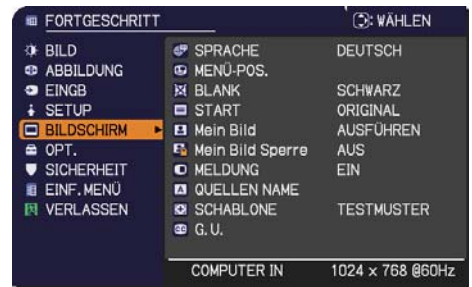 FORTGESCHRITT : WÄHLEN
BILD
ABBILDUNG
EINGB
SETUP
BILDSCHIRM
OPT.
SICHERHEIT
EINF. MENÜ
VERLASSEN
SPRACHE DEUTSCH
MENÜ-POS.
BLANK SCHWARZ
START ORIGINAL
Mein Bild AUSFÜHREN
Mein Bild Sperre AUS
MELDUNG EIN
QUELLEN NAME
SCHABLONE TESTMUSTER
G. U.
COMPUTER IN 1024 x 768 @60Hz